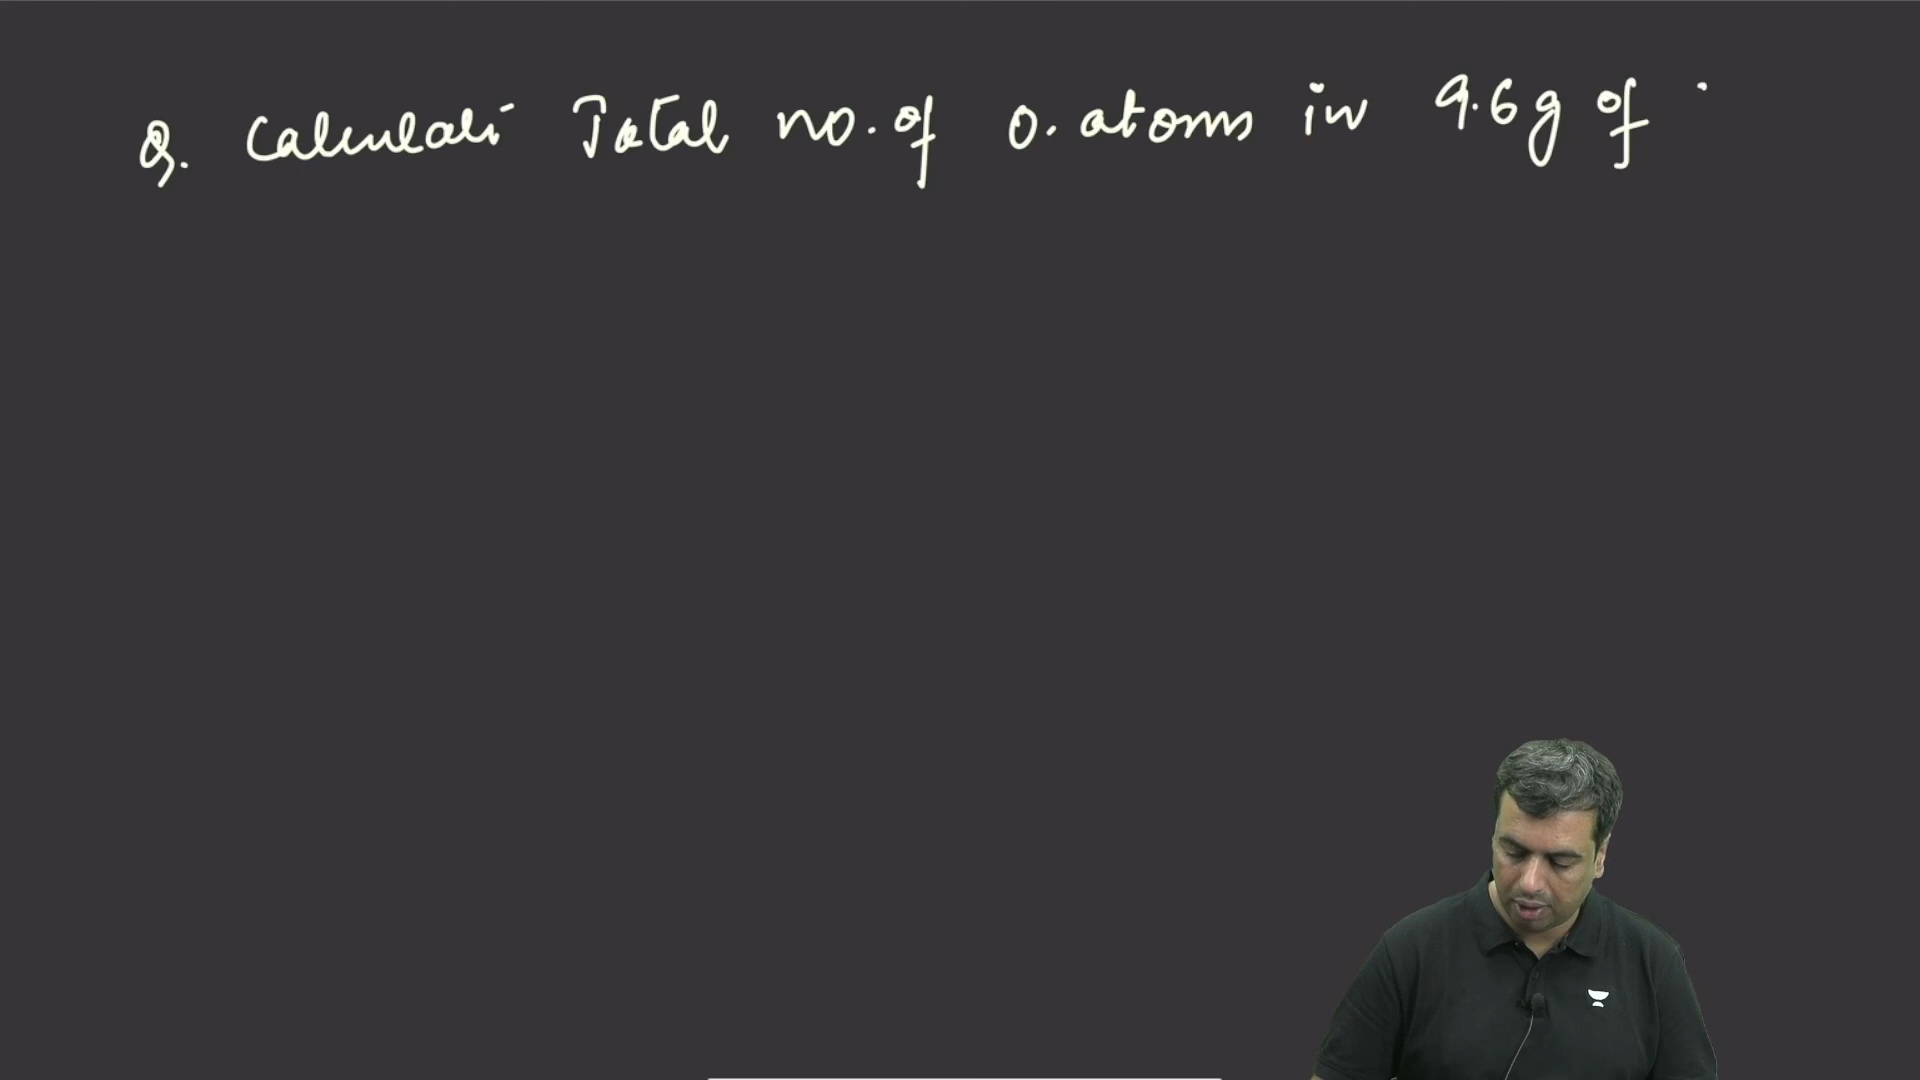 Q. Calculate Total no. of O. atoms in 9.6g of